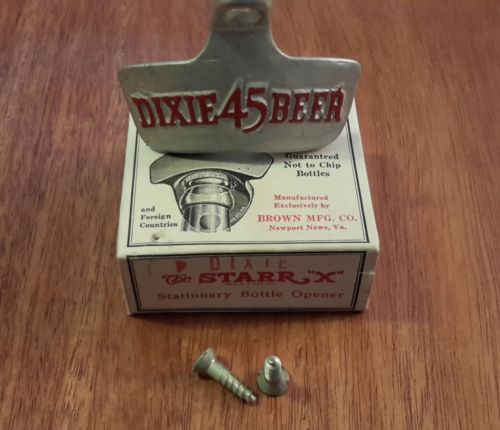 DIXIE 45 BEER
Guaranteed
Not to Chip
Bottles
and
Foreign
Countries
Manufactured
Exclusively by
BROWN MFG. CO.
Newport News, Va.
DIXIE
The STARR "X"
Stationary Bottle Opener